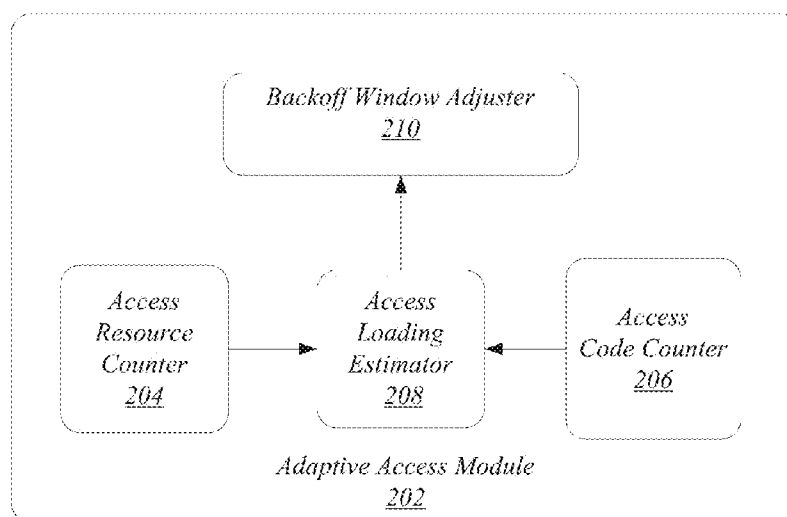 Backoff Window Adjuster
210
Access
Resource
Counter
204
Access
Loading
Estimator
208
Access
Code Counter
206
Adaptive Access Module
202